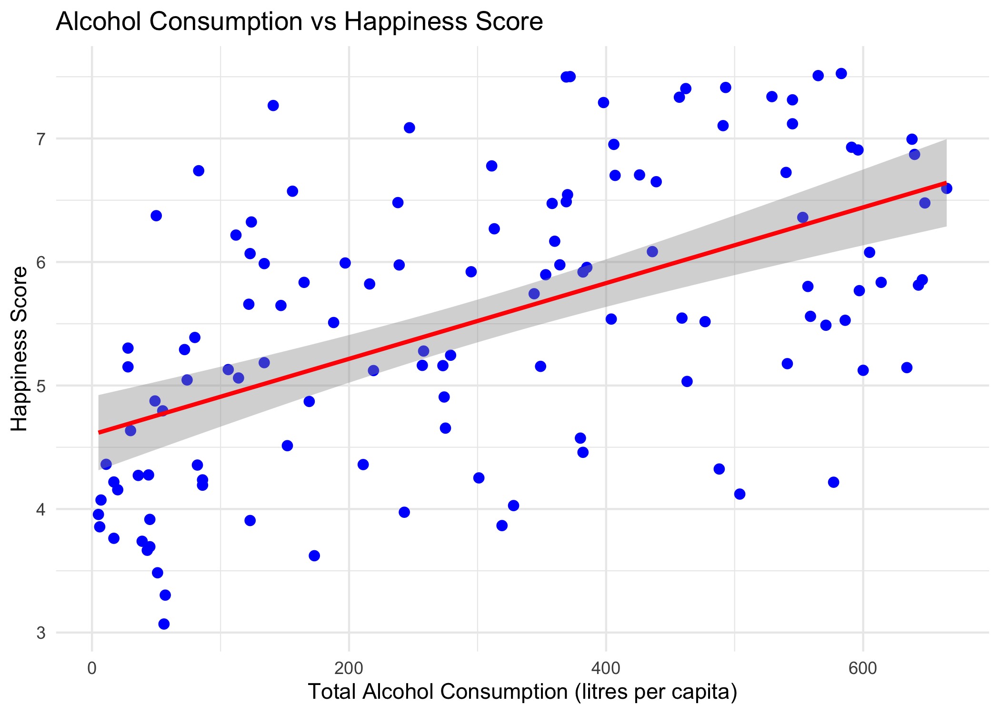 Alcohol Consumption vs Happiness Score
Happiness Score
7
6
5
4
3
0 200 400 600
Total Alcohol Consumption (litres per capita)